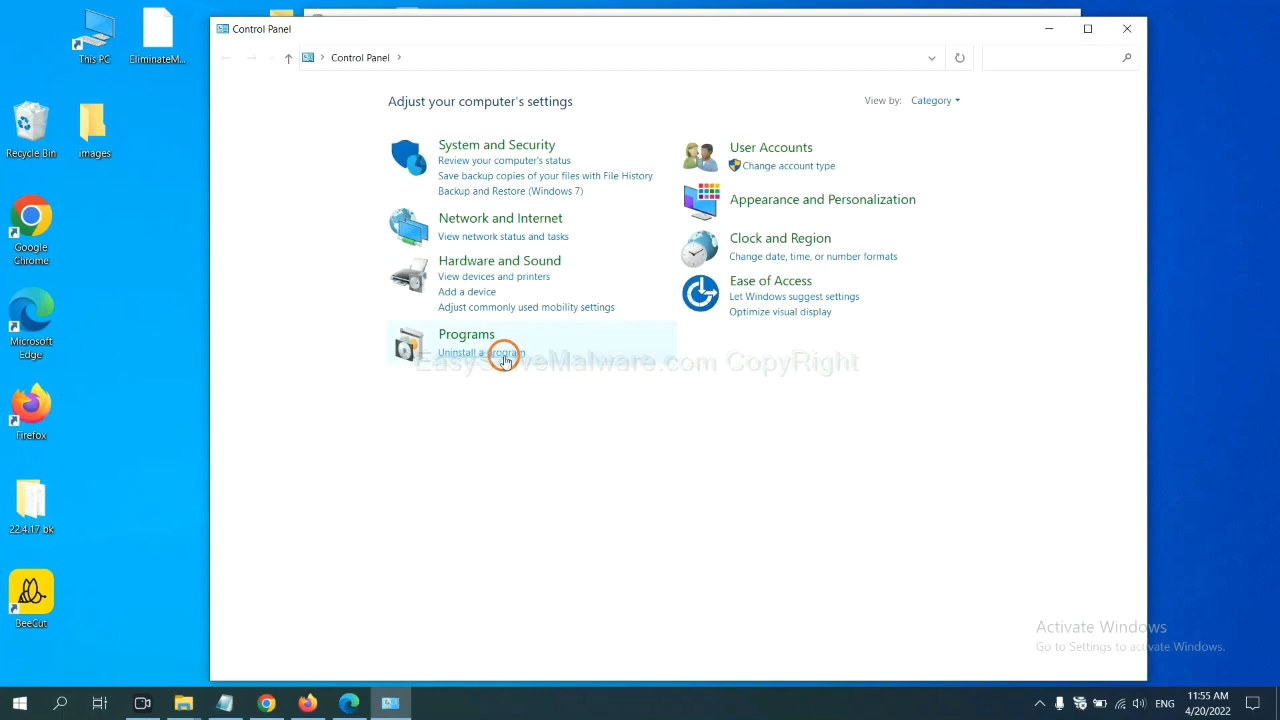 This PC
EliminateM...
Recycle Bin
images
Google
Chrome
Microsoft
Edge
Firefox
22.4.17 bk
BeeCut
Control Panel
Control Panel
Adjust your computer's settings
View by: Category
System and Security
Review your computer's status
Save backup copies of your files with File History
Backup and Restore (Windows 7)
Network and Internet
View network status and tasks
Hardware and Sound
View devices and printers
Add a device
Adjust commonly used mobility settings
Programs
Uninstall a program
User Accounts
Change account type
Appearance and Personalization
Clock and Region
Change date, time, or number formats
Ease of Access
Let Windows suggest settings
Optimize visual display
EasySolveMalware.com CopyRight
Activate Windows
Go to Settings to activate Windows.
ENG
11:55 AM
4/20/2022